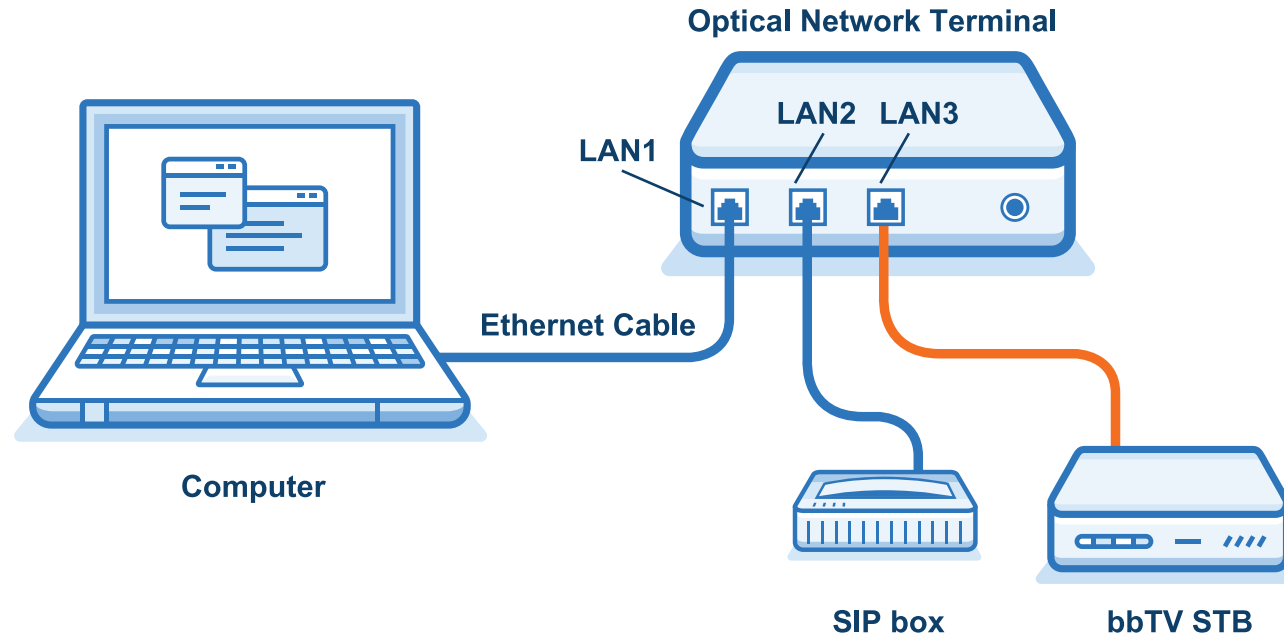 Optical Network Terminal
LAN2 LAN3
LAN1
Ethernet Cable
Computer
SIP box
bbTV STB